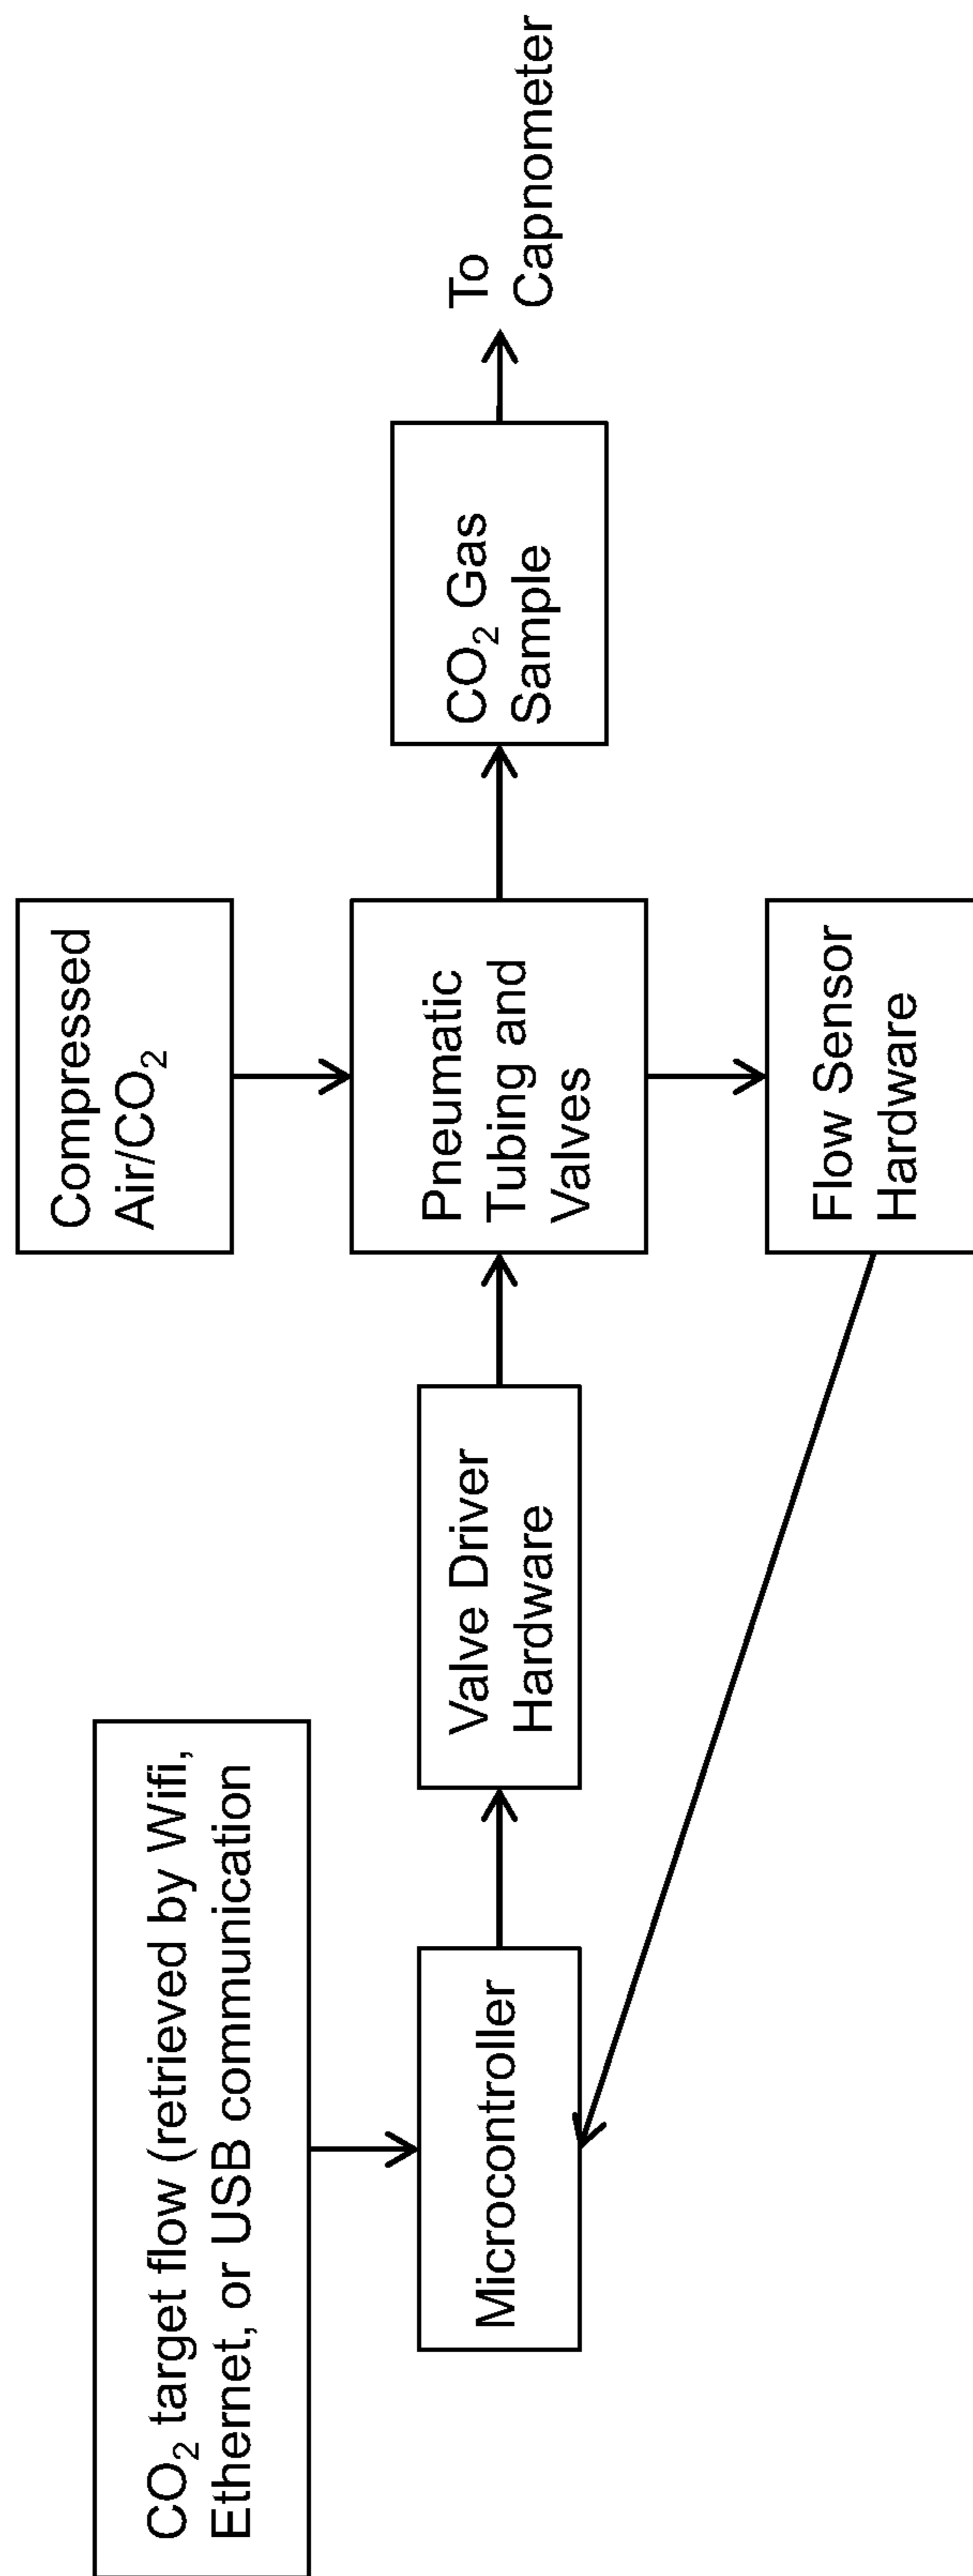 CO₂ target flow (retrieved by Wifi,
Ethernet, or USB communication
Compressed
Air/CO₂
Microcontroller
Valve Driver
Hardware
Pneumatic
Tubing and
Valves
CO₂ Gas
Sample
To
Capnometer
Flow Sensor
Hardware